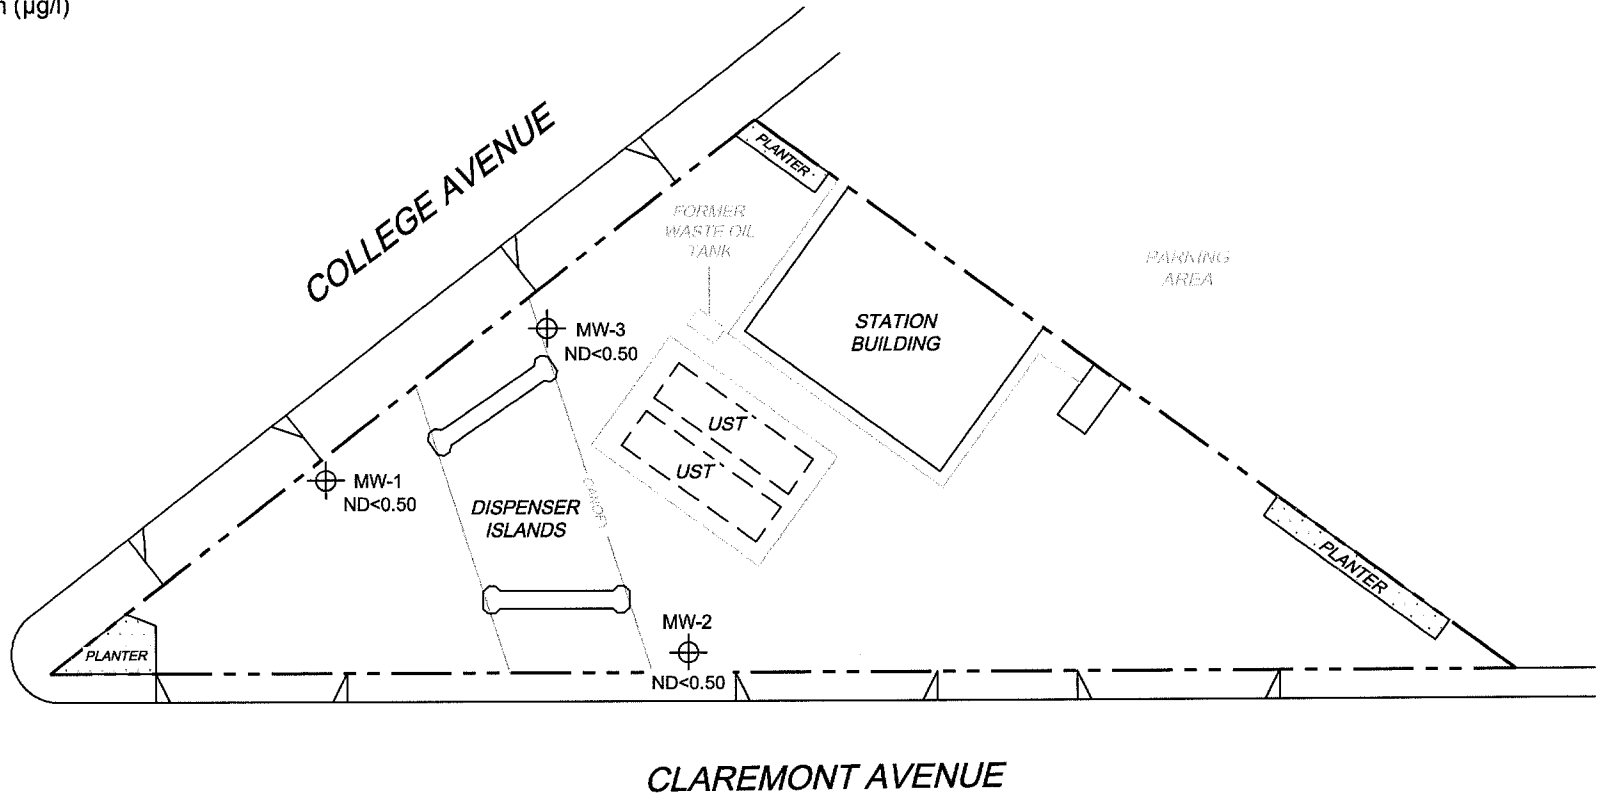 (µg/l)
COLLEGE AVENUE
PLANTER
FORMER
WASTE OIL
TANK
PARKING
AREA
STATION
BUILDING
MW-3
ND<0.50
UST
UST
MW-1
ND<0.50
CANOPY
DISPENSER
ISLANDS
PLANTER
MW-2
ND<0.50
PLANTER
CLAREMONT AVENUE